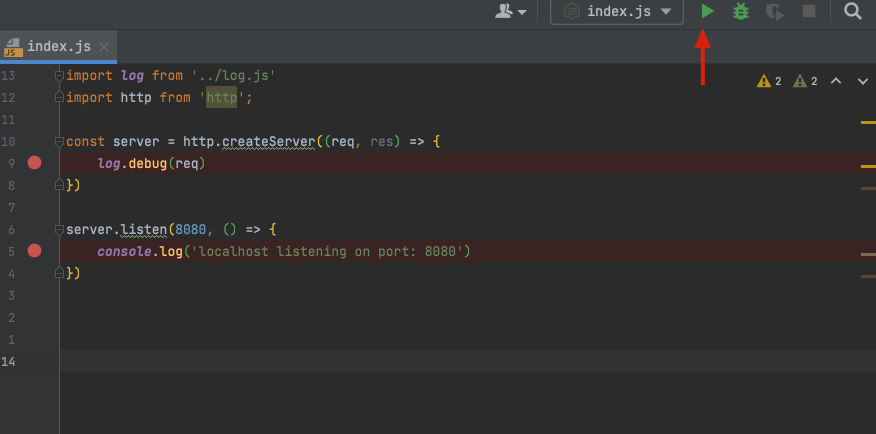 index.js
JS index.js
13 import log from '../log.js'
2 2
12 import http from 'http';
11
10 const server = http.createServer((req, res) => {
9 log.debug(req)
8 })
7
6 server.listen(8080, () => {
5 console.log('localhost listening on port: 8080')
4 })
3
2
1
14